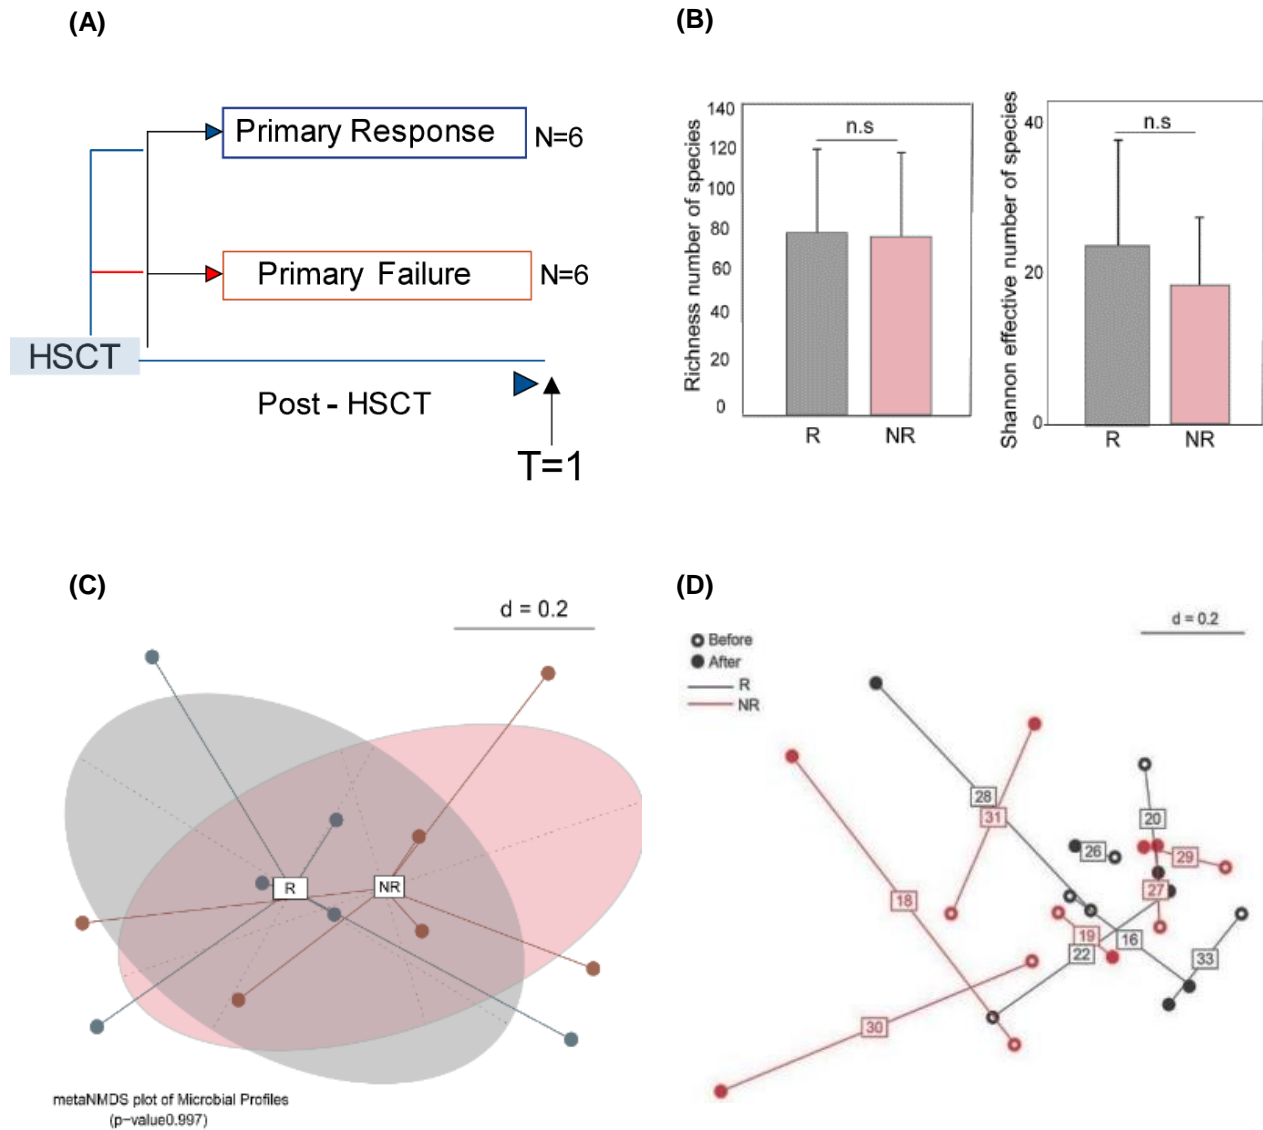 (A)
Primary Response
N=6
Primary Failure
N=6
HSCT
Post - HSCT
T=1
(B)
Richness number of species
140
120
100
80
60
40
20
0
n.s
R
NR
Shannon effective number of species
40
20
0
n.s
R
NR
(C)
d = 0.2
R
NR
metaNMDS plot of Microbial Profiles
(p-value0.997)
(D)
d = 0.2
Before
After
R
NR
28
31
20
26
29
27
18
19
16
22
33
30